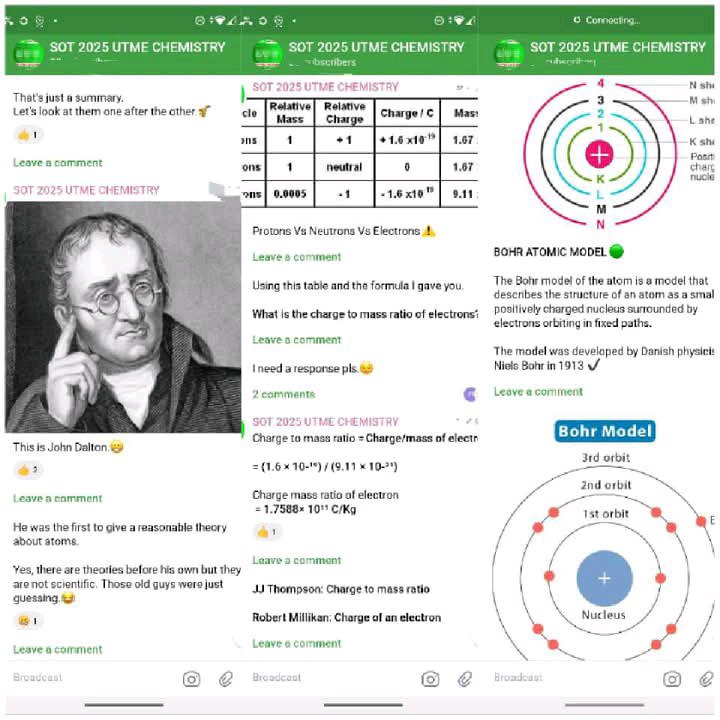 SOT 2025 UTME CHEMISTRY
That's just a summary.
Let's look at them one after the other.
1
Leave a comment
SOT 2025 UTME CHEMISTRY
This is John Dalton.😁
2
Leave a comment
He was the first to give a reasonable theory
about atoms.
Yes, there are theories before his own but they
are not scientific. Those old guys were just
guessing.😂
1
Leave a comment
Broadcast
SOT 2025 UTME CHEMISTRY
subscribers
SOT 2025 UTME CHEMISTRY
cle Relative Mass Relative Charge Charge / C Mass
ons 1 +1 +1.6 x10⁻¹⁹ 1.67
ons 1 neutral 0 1.67
ons 0.0005 -1 9.11
Protons Vs Neutrons Vs Electrons⚠️
Leave a comment
Using this table and the formula I gave you.
What is the charge to mass ratio of electrons?
Leave a comment
I need a response pls.
2 comments
SOT 2025 UTME CHEMISTRY
Charge to mass ratio = Charge/mass of electr
= (1.6 × 10-¹⁹) / (9.11 × 10-³¹)
Charge mass ratio of electron
= 1.7588× 10¹¹ C/Kg
1
Leave a comment
JJ Thompson: Charge to mass ratio
Robert Millikan: Charge of an electron
Leave a comment
Broadcast
Connecting...
SOT 2025 UTME CHEMISTRY
4
3
2
1
+
K
L
M
N
N she
M sh
L she
K she
Positi
charg
nucle
BOHR ATOMIC MODEL
The Bohr model of the atom is a model that
describes the structure of an atom as a smal
positively charged nucleus surrounded by
electrons orbiting in fixed paths.
The model was developed by Danish physicis
Niels Bohr in 1913 ✔
Leave a comment
Bohr Model
3rd orbit
2nd orbit
1st orbit
E
+
Nucleus
Broadcast